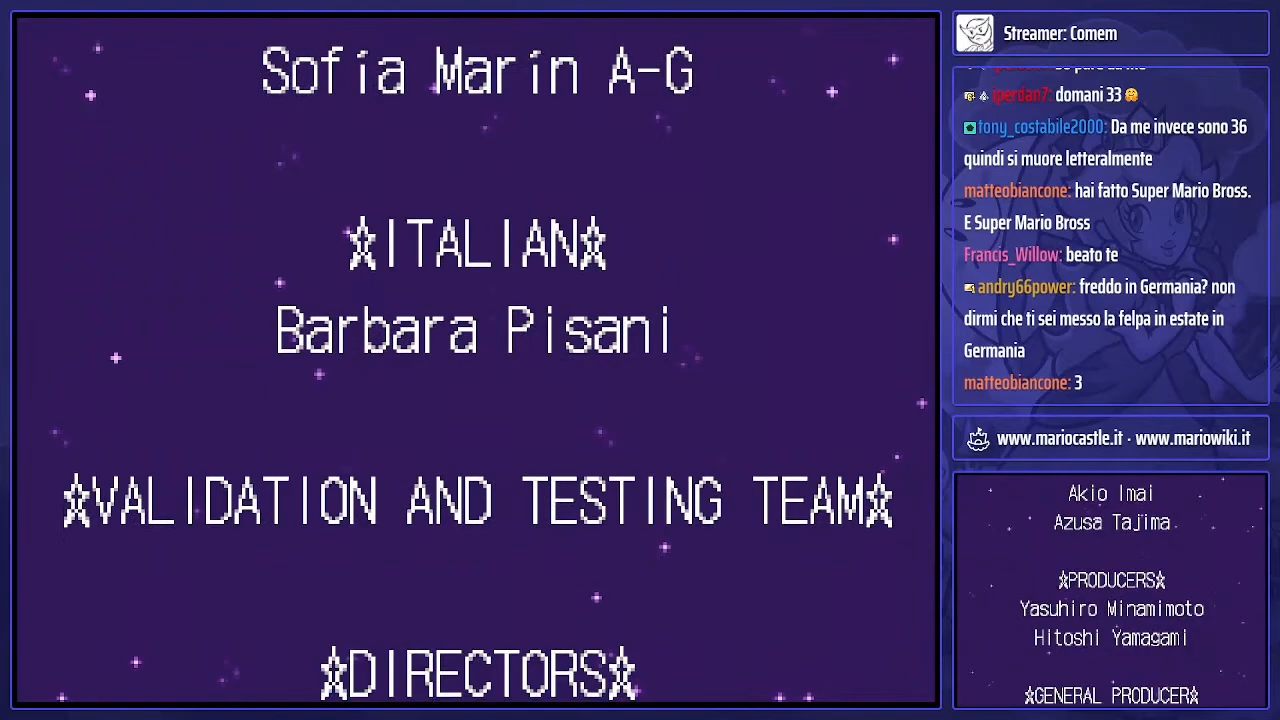 Sofía Marín A-G
☆ITALIAN☆
Barbara Pisani
☆VALIDATION AND TESTING TEAM☆
☆DIRECTORS☆
Streamer: Comem
domani 33
tony_costabile2000: Da me invece sono 36
quindi si muore letteralmente
matteobiancone: hai fatto Super Mario Bross.
E Super Mario Bross
Francis_Willow: beato te
andry66power: freddo in Germania? non
dirmi che ti sei messo la felpa in estate in
Germania
matteobiancone: 3
www.mariocastle.it · www.mariowiki.it
Akio Imai
Azusa Tajima
☆PRODUCERS☆
Yasuhiro Minamimoto
Hitoshi Yamagami
☆GENERAL PRODUCER☆